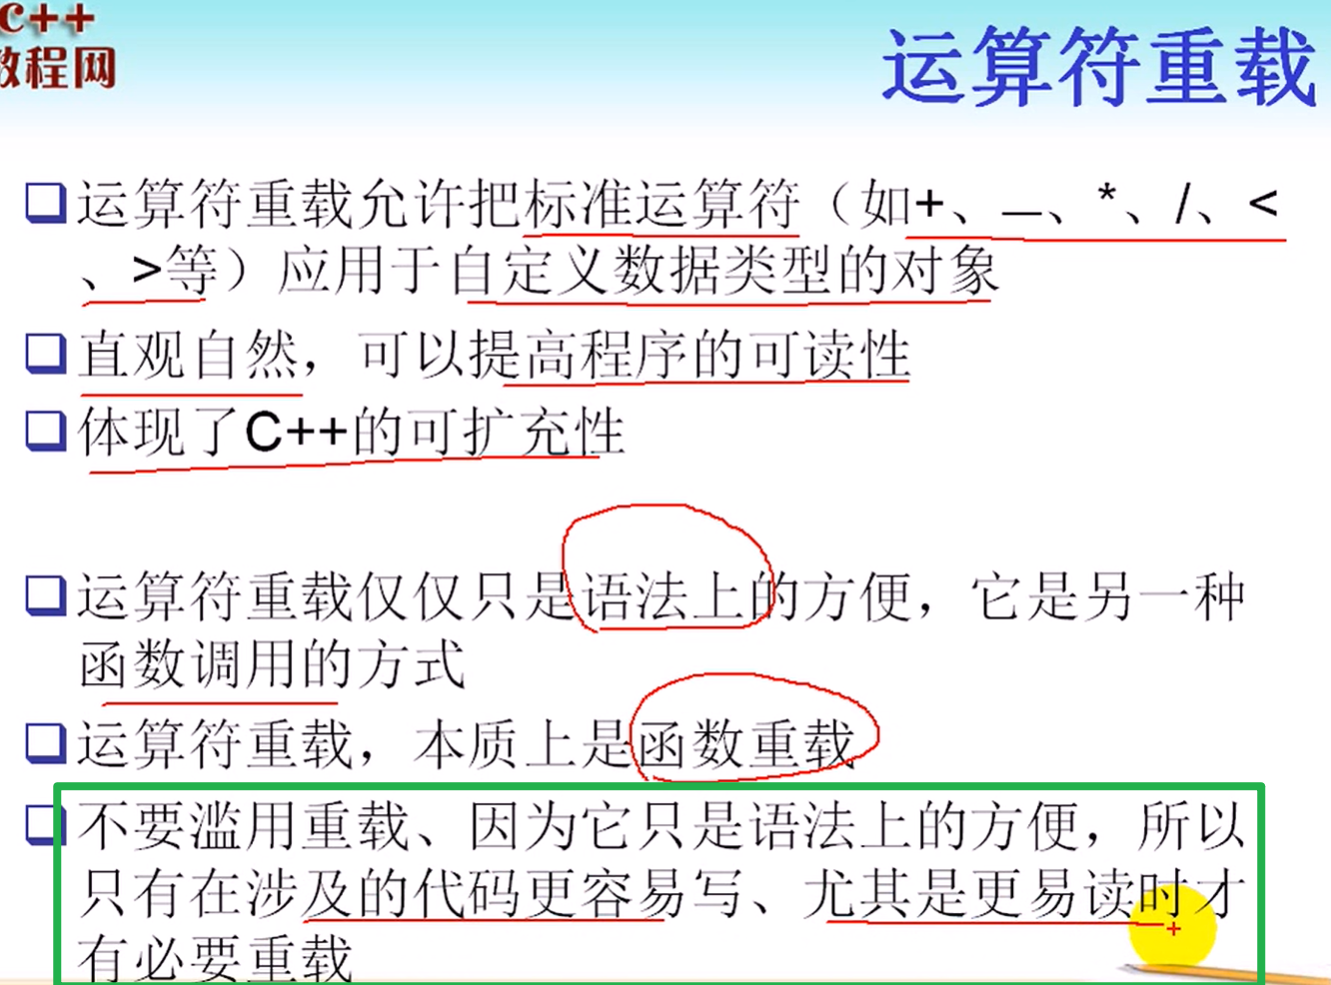 C++
教程网
运算符重载
运算符重载允许把标准运算符（如+、—、*、/、<
、>等）应用于自定义数据类型的对象
直观自然，可以提高程序的可读性
体现了C++的可扩充性
运算符重载仅仅只是语法上的方便，它是另一种
函数调用的方式
运算符重载，本质上是函数重载
不要滥用重载、因为它只是语法上的方便，所以
只有在涉及的代码更容易写、尤其是更易读时才
有必要重载